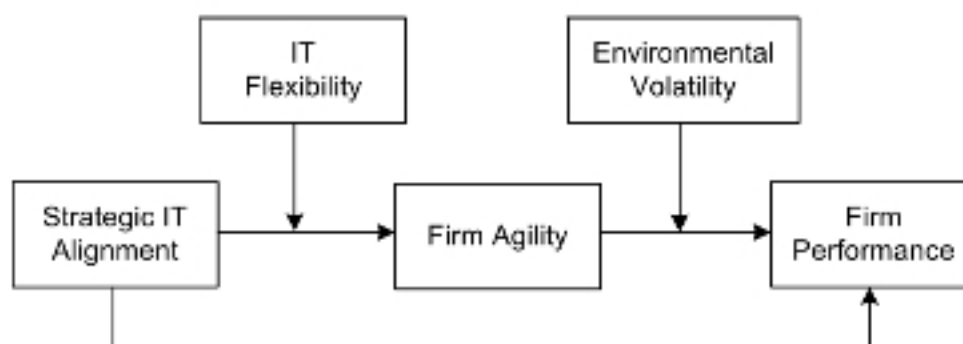 IT
Flexibility
Environmental
Volatility
Strategic IT
Alignment
Firm Agility
Firm
Performance